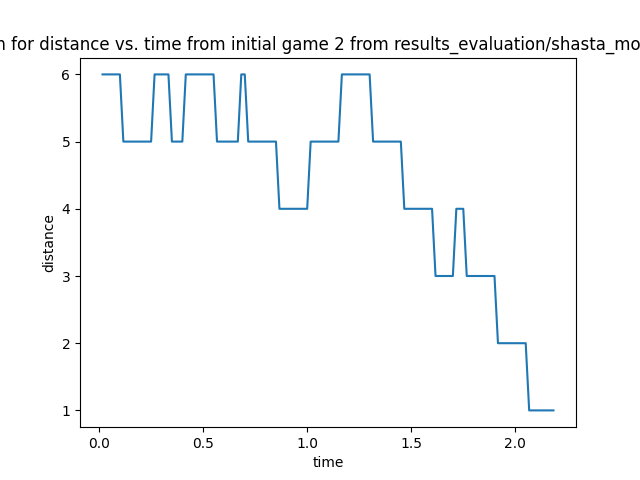 for distance vs. time from initial game 2 from results_evaluation/shasta_mo
distance
6
5
4
3
2
1
0.0 0.5 1.0 1.5 2.0
time